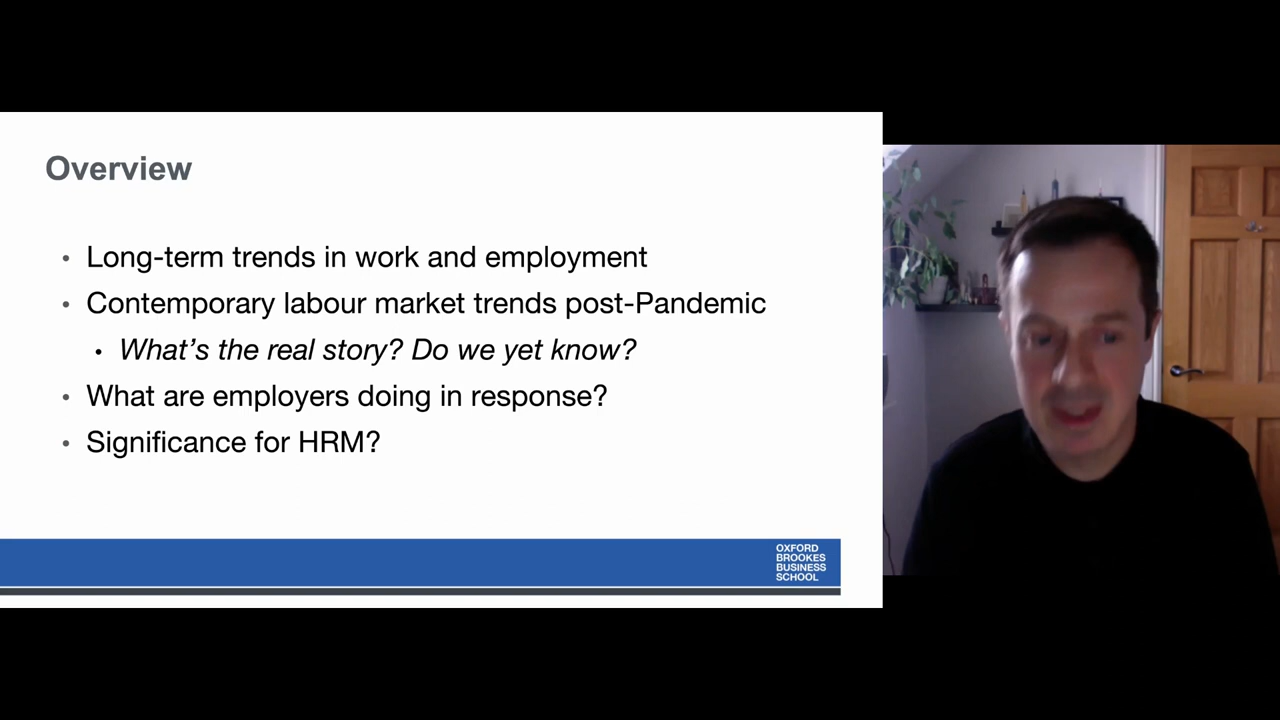 Overview
• Long-term trends in work and employment
• Contemporary labour market trends post-Pandemic
• What's the real story? Do we yet know?
• What are employers doing in response?
• Significance for HRM?
OXFORD
BROOKES
BUSINESS
SCHOOL